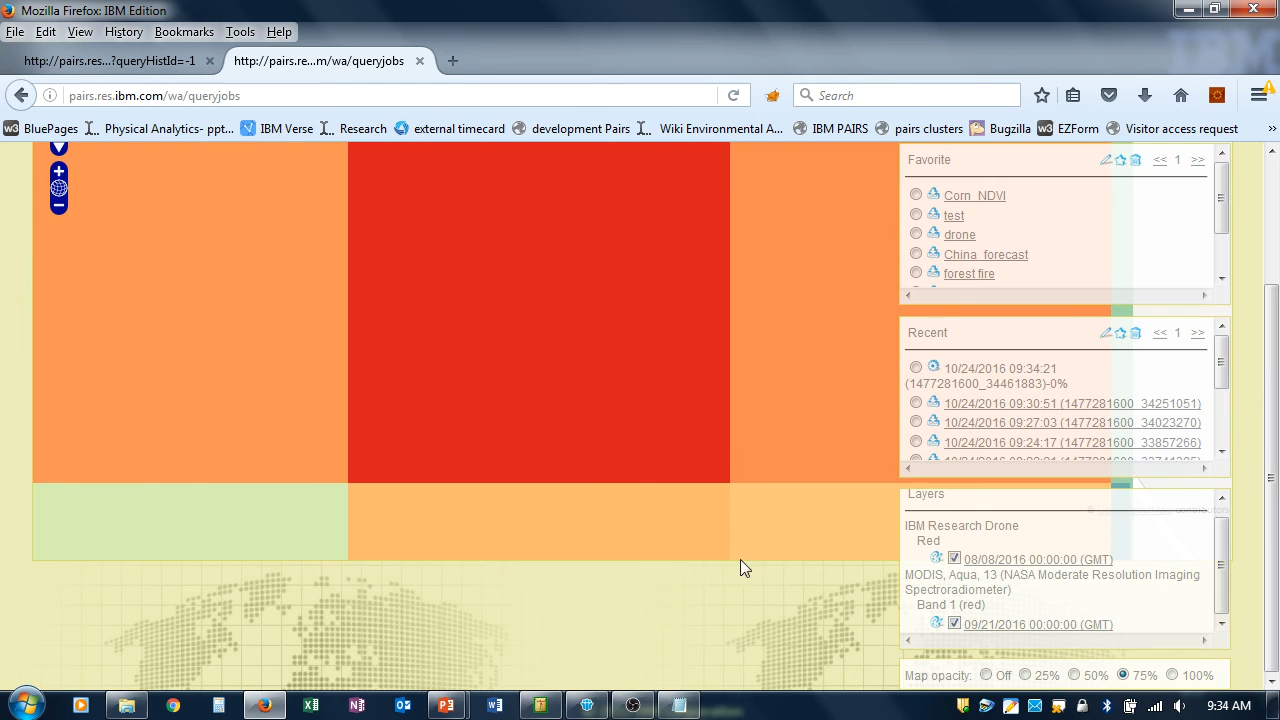 Mozilla Firefox: IBM Edition
File Edit View History Bookmarks Tools Help
http://pairs.res...?queryHistId=-1 http://pairs.re...m/wa/queryjobs
pairs.res.ibm.com/wa/queryjobs Search
BluePages Physical Analytics- ppt... IBM Verse Research external timecard development Pairs Wiki Environmental A... IBM PAIRS pairs clusters Bugzilla EZForm Visitor access request
Favorite << 1 >>
Corn_NDVI
test
drone
China_forecast
forest fire
Recent << 1 >>
10/24/2016 09:34:21
(1477281600_34461883)-0%
10/24/2016 09:30:51 (1477281600_34251051)
10/24/2016 09:27:03 (1477281600_34023270)
10/24/2016 09:24:17 (1477281600_33857266)
Layers
IBM Research Drone
Red
08/08/2016 00:00:00 (GMT)
MODIS, Aqua, 13 (NASA Moderate Resolution Imaging
Spectroradiometer)
Band 1 (red)
09/21/2016 00:00:00 (GMT)
Map opacity: Off 25% 50% 75% 100%
9:34 AM